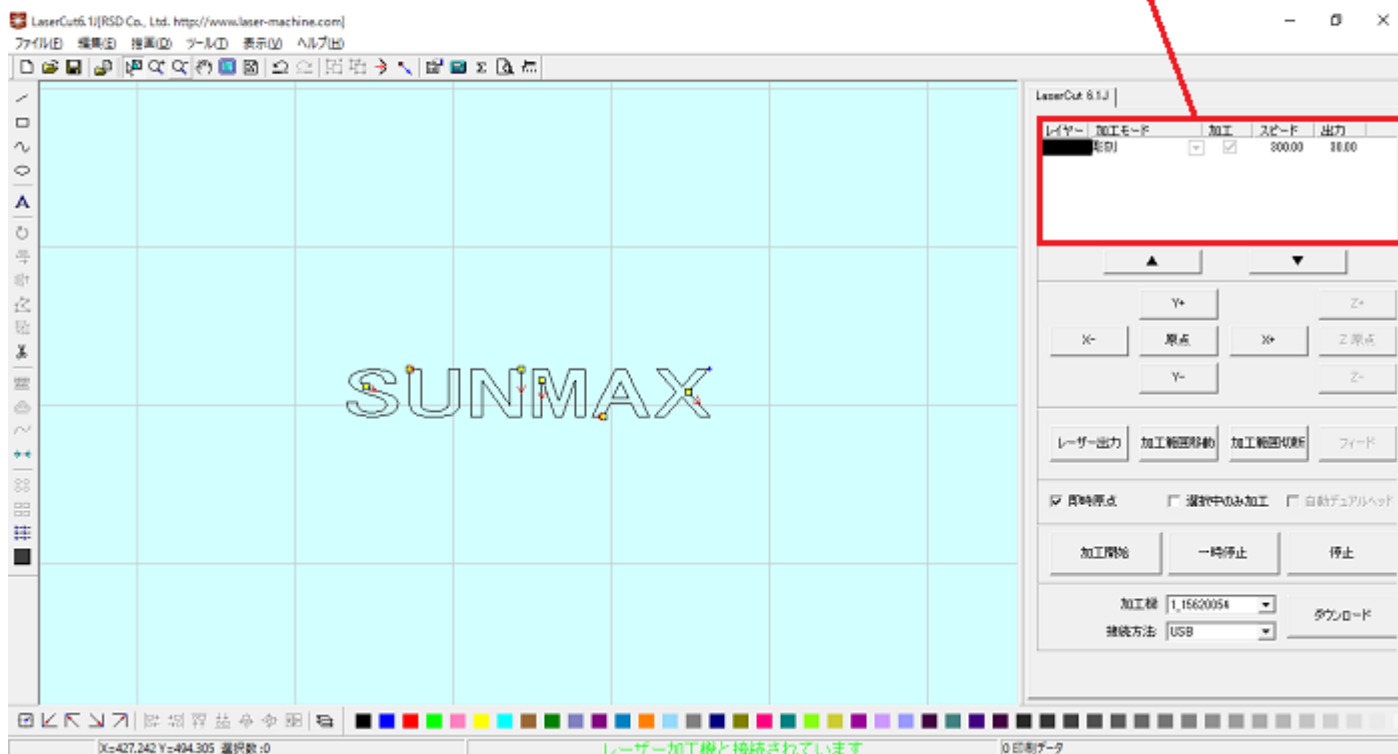 LaserCut6.1J[RSD Co., Ltd. http://www.laser-machine.com]
ファイル(F) 編集(E) 描画(D) ツール(T) 表示(V) ヘルプ(H)
LaserCut 6.1J
レイヤー 加工モード 加工 スピード 出力
彫刻 300.00 30.00
▲ ▼
Y+ Z+
X- 原点 X+ Z 原点
Y- Z-
SUNMAX
レーザー出力 加工範囲移動 加工範囲切断 フィード
即時原点 選択中のみ加工 自動デュアルヘッド
加工開始 一時停止 停止
加工機 1_15620054 ダウンロード
接続方法 USB
X=427.242 Y=494.305 選択数:0 レーザー加工機と接続されています 0 印刷データ